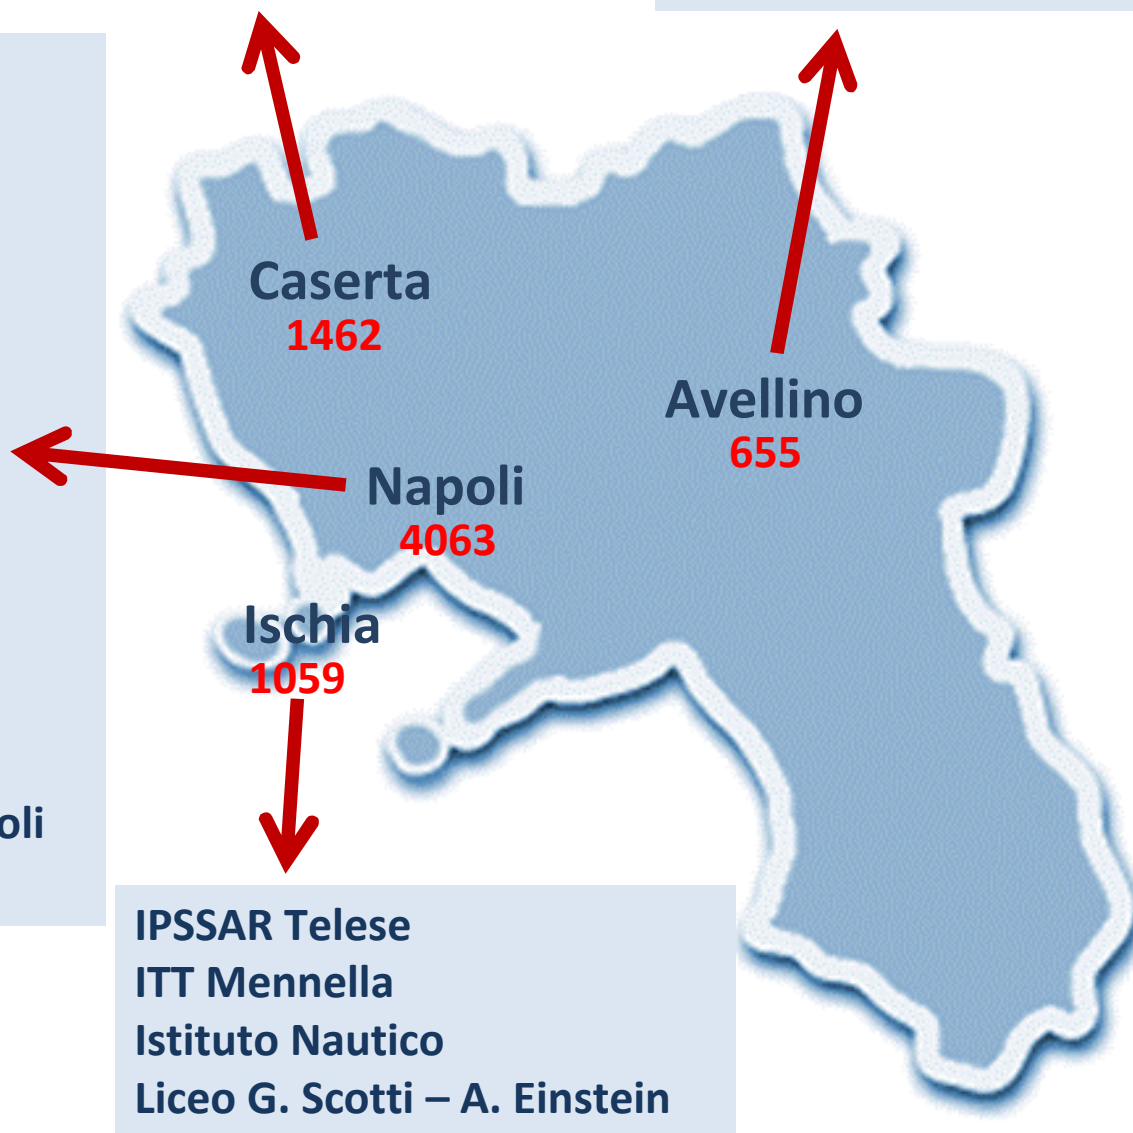 Caserta
1462
Avellino
655
Napoli
4063
Ischia
1059
IPSSAR Telese
ITT Mennella
Istituto Nautico
Liceo G. Scotti – A. Einstein